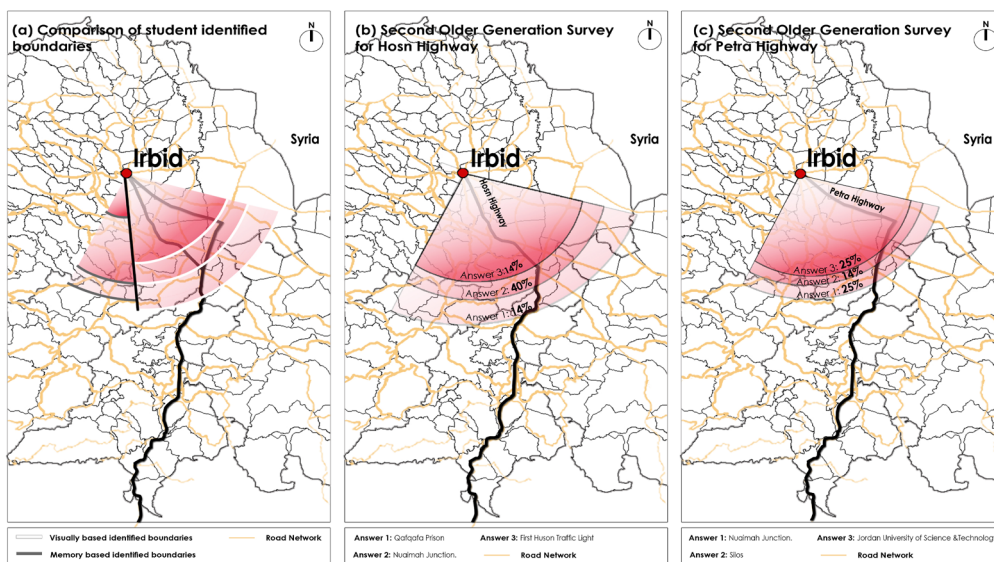 (a) Comparison of student identified
boundaries
N
Syria
Irbid
Visually based identified boundaries
Road Network
Memory based identified boundaries
(b) Second Older Generation Survey
for Hosn Highway
N
Syria
Irbid
Hosn Highway
Answer 3:14%
Answer 2: 40%
Answer 1: 14%
Answer 1: Qafqafa Prison
Answer 3: First Huson Traffic Light
Answer 2: Nuaimah Junction.
Road Network
(c) Second Older Generation Survey
for Petra Highway
N
Syria
Irbid
Petra Highway
Answer 3: 25%
Answer 2: 14%
Answer 1: 25%
Answer 1: Nuaimah Junction.
Answer 3: Jordan University of Science &Technolog
Answer 2: Silos
Road Network